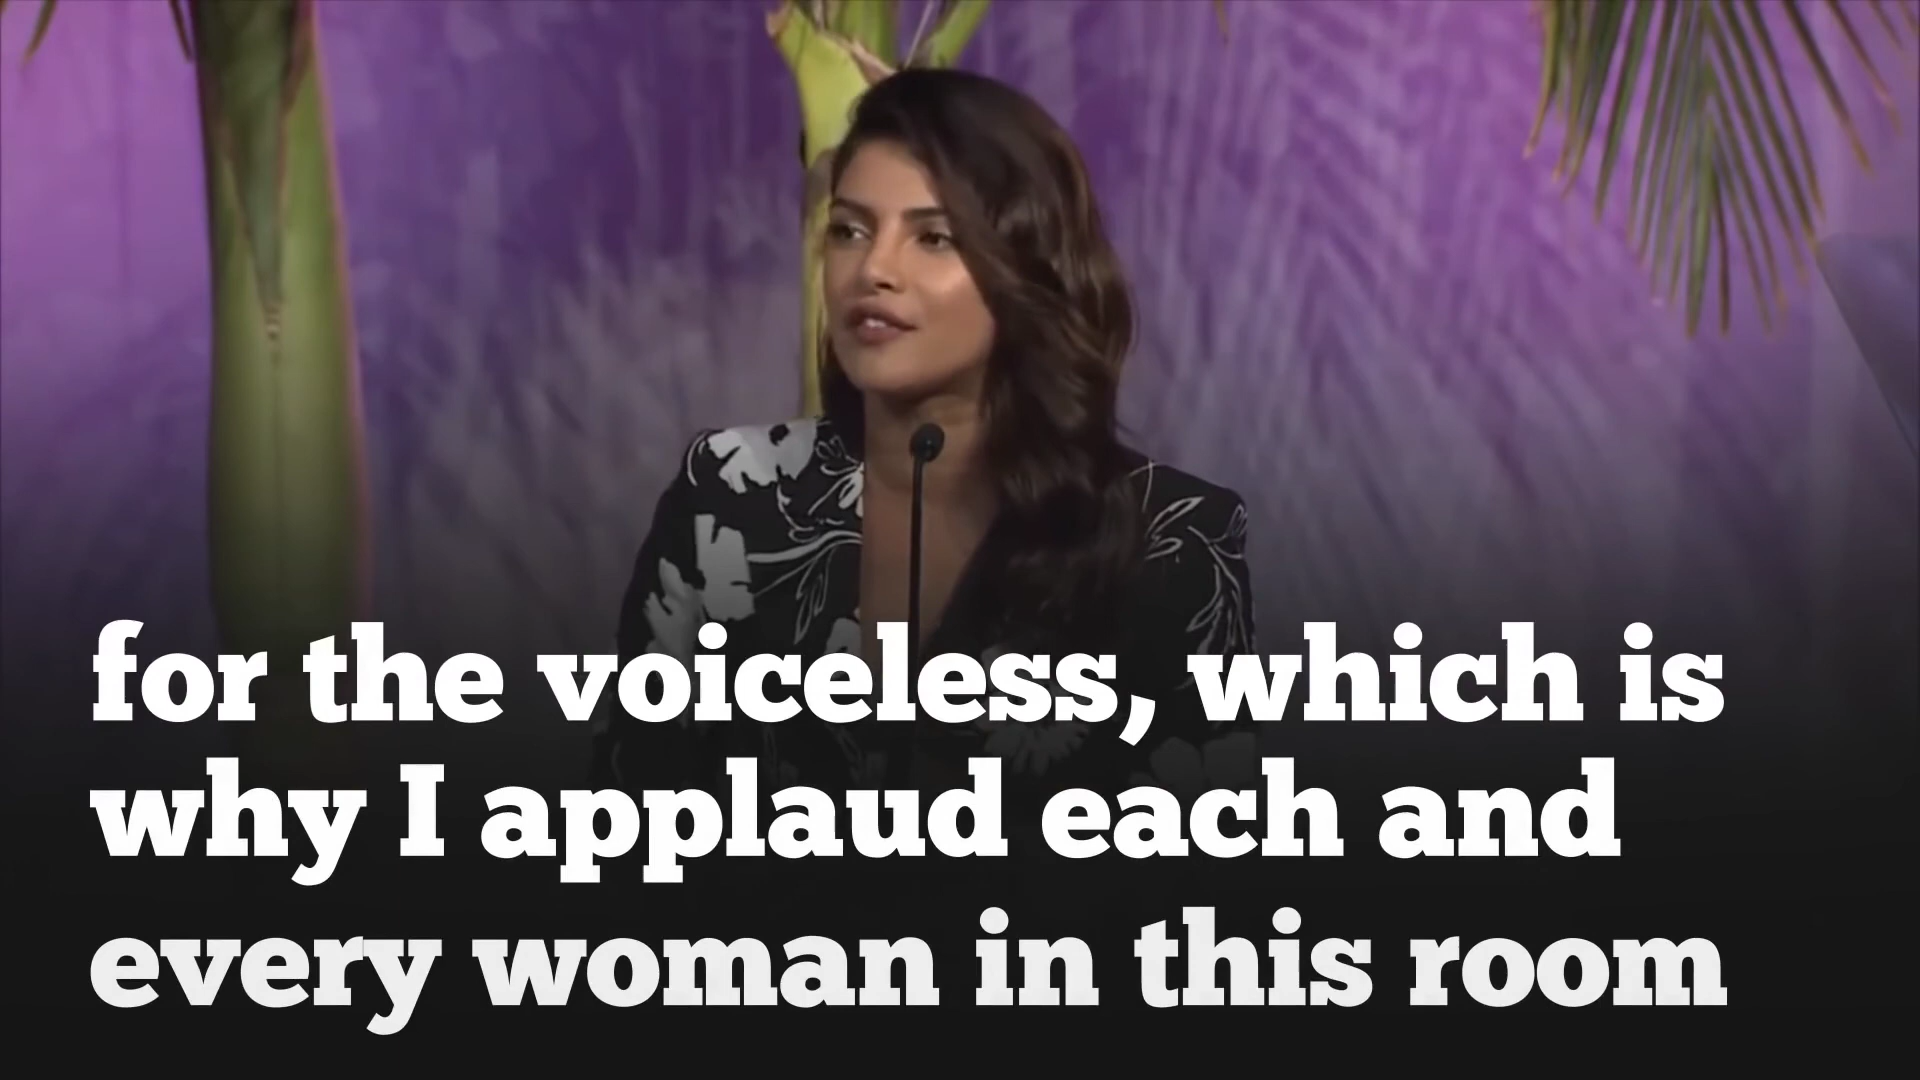 for the voiceless, which is
why I applaud each and
every woman in this room